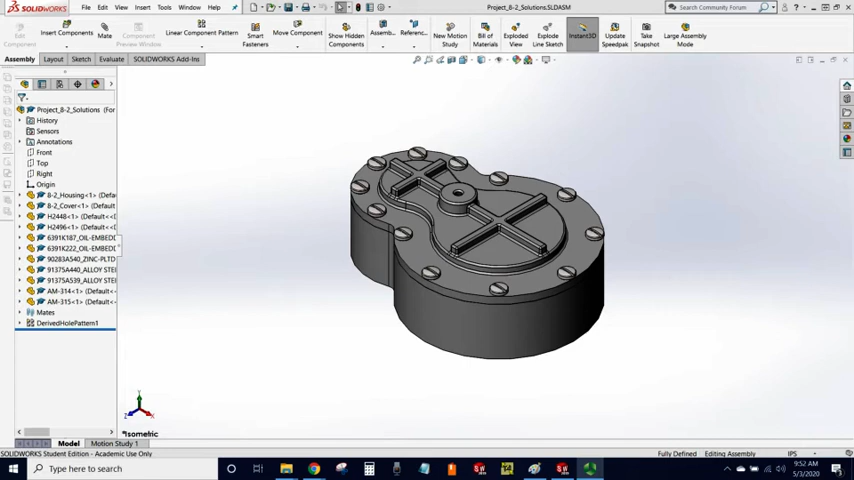 SOLIDWORKS
File Edit View Insert Tools Window Help
Project_8-2_Solutions.SLDASM
Search Community Forum
Edit Component
Insert Components
Mate
Component Preview Window
Linear Component Pattern
Smart Fasteners
Move Component
Show Hidden Components
Assemb...
Referenc...
New Motion Study
Bill of Materials
Exploded View
Explode Line Sketch
Instant3D
Update Speedpak
Take Snapshot
Large Assembly Mode
Assembly Layout Sketch Evaluate SOLIDWORKS Add-Ins
Project_8-2_Solutions (For
History
Sensors
Annotations
Front
Top
Right
Origin
8-2_Housing<1> (Defau
8-2_Cover<1> (Default<
H2448<1> (Default<<D
H2496<1> (Default<<D
6391K187_OIL-EMBEDD
6391K222_OIL-EMBEDD
90283A540_ZINC-PLTD
91375A440_ALLOY STE
91375A539_ALLOY STE
AM-314<1> (Default<<
AM-315<1> (Default<<
Mates
DerivedHolePattern1
Y
Z
X
*Isometric
Model Motion Study 1
SOLIDWORKS Student Edition - Academic Use Only
Fully Defined Editing Assembly IPS
Type here to search
9:52 AM
5/3/2020